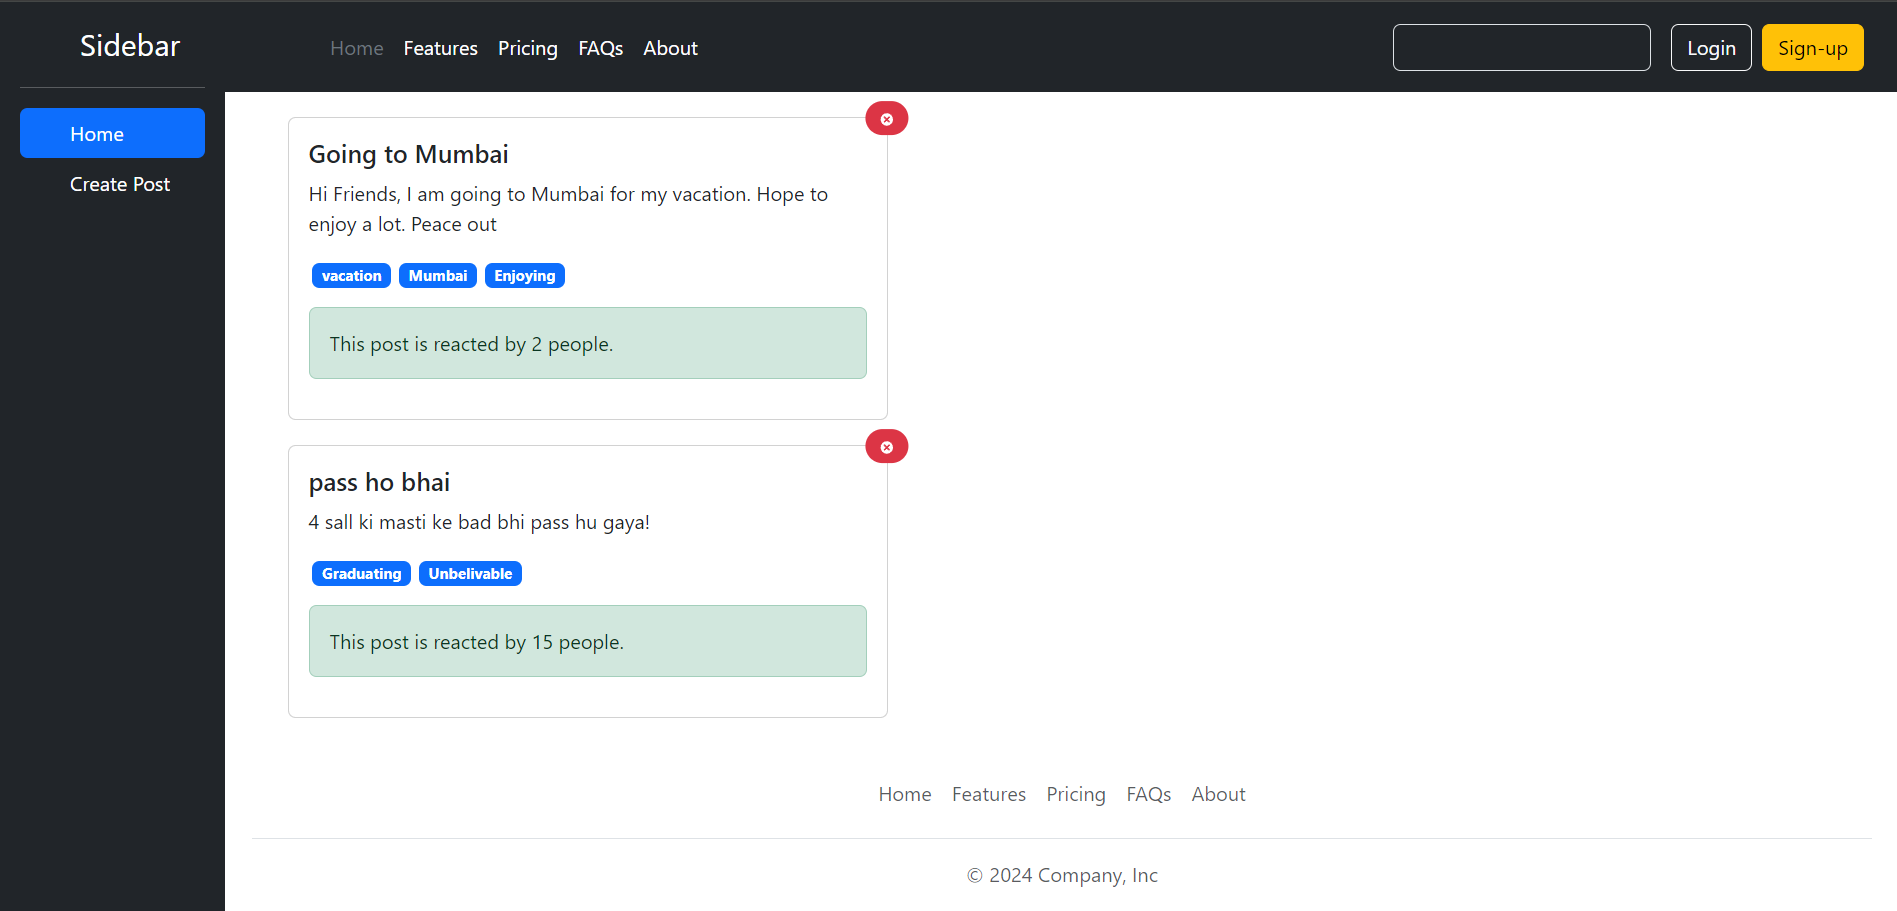 Sidebar
Home Features Pricing FAQs About
Login
Sign-up
Home
Create Post
Going to Mumbai
Hi Friends, I am going to Mumbai for my vacation. Hope to
enjoy a lot. Peace out
vacation Mumbai Enjoying
This post is reacted by 2 people.
pass ho bhai
4 sall ki masti ke bad bhi pass hu gaya!
Graduating Unbelivable
This post is reacted by 15 people.
Home Features Pricing FAQs About
© 2024 Company, Inc